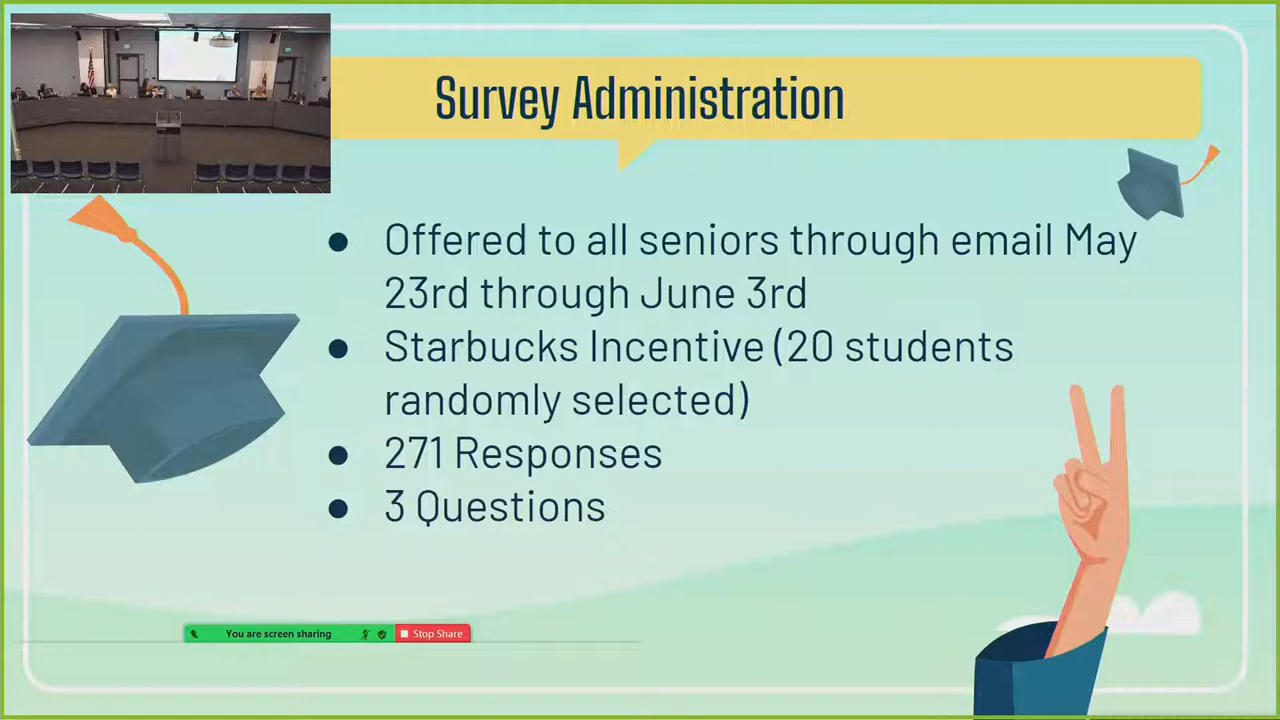 Survey Administration
● Offered to all seniors through email May
23rd through June 3rd
● Starbucks Incentive (20 students
randomly selected)
● 271 Responses
● 3 Questions
You are screen sharing
Stop Share